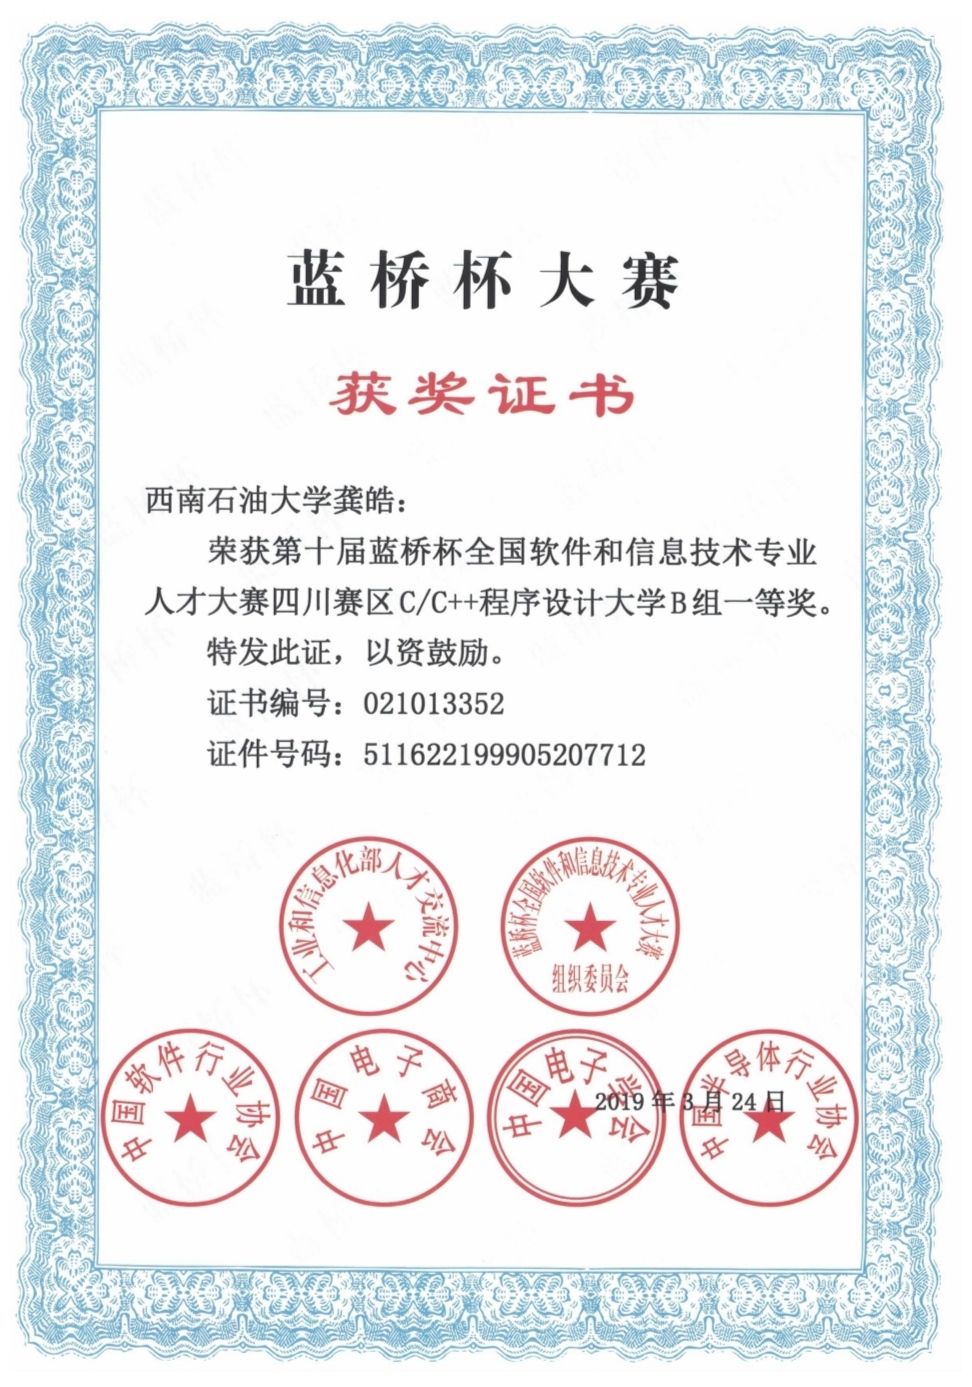 蓝桥杯大赛
获奖证书
西南石油大学龚皓：
荣获第十届蓝桥杯全国软件和信息技术专业
人才大赛四川赛区C/C++程序设计大学B组一等奖。
特发此证，以资鼓励。
证书编号：021013352
证件号码：511622199905207712
工业和信息化部人才交流中心
蓝桥杯全国软件和信息技术专业人才大赛
组织委员会
中国软件行业协会
中国电子商会
中国电子学会
中国半导体行业协会
2019年3月24日